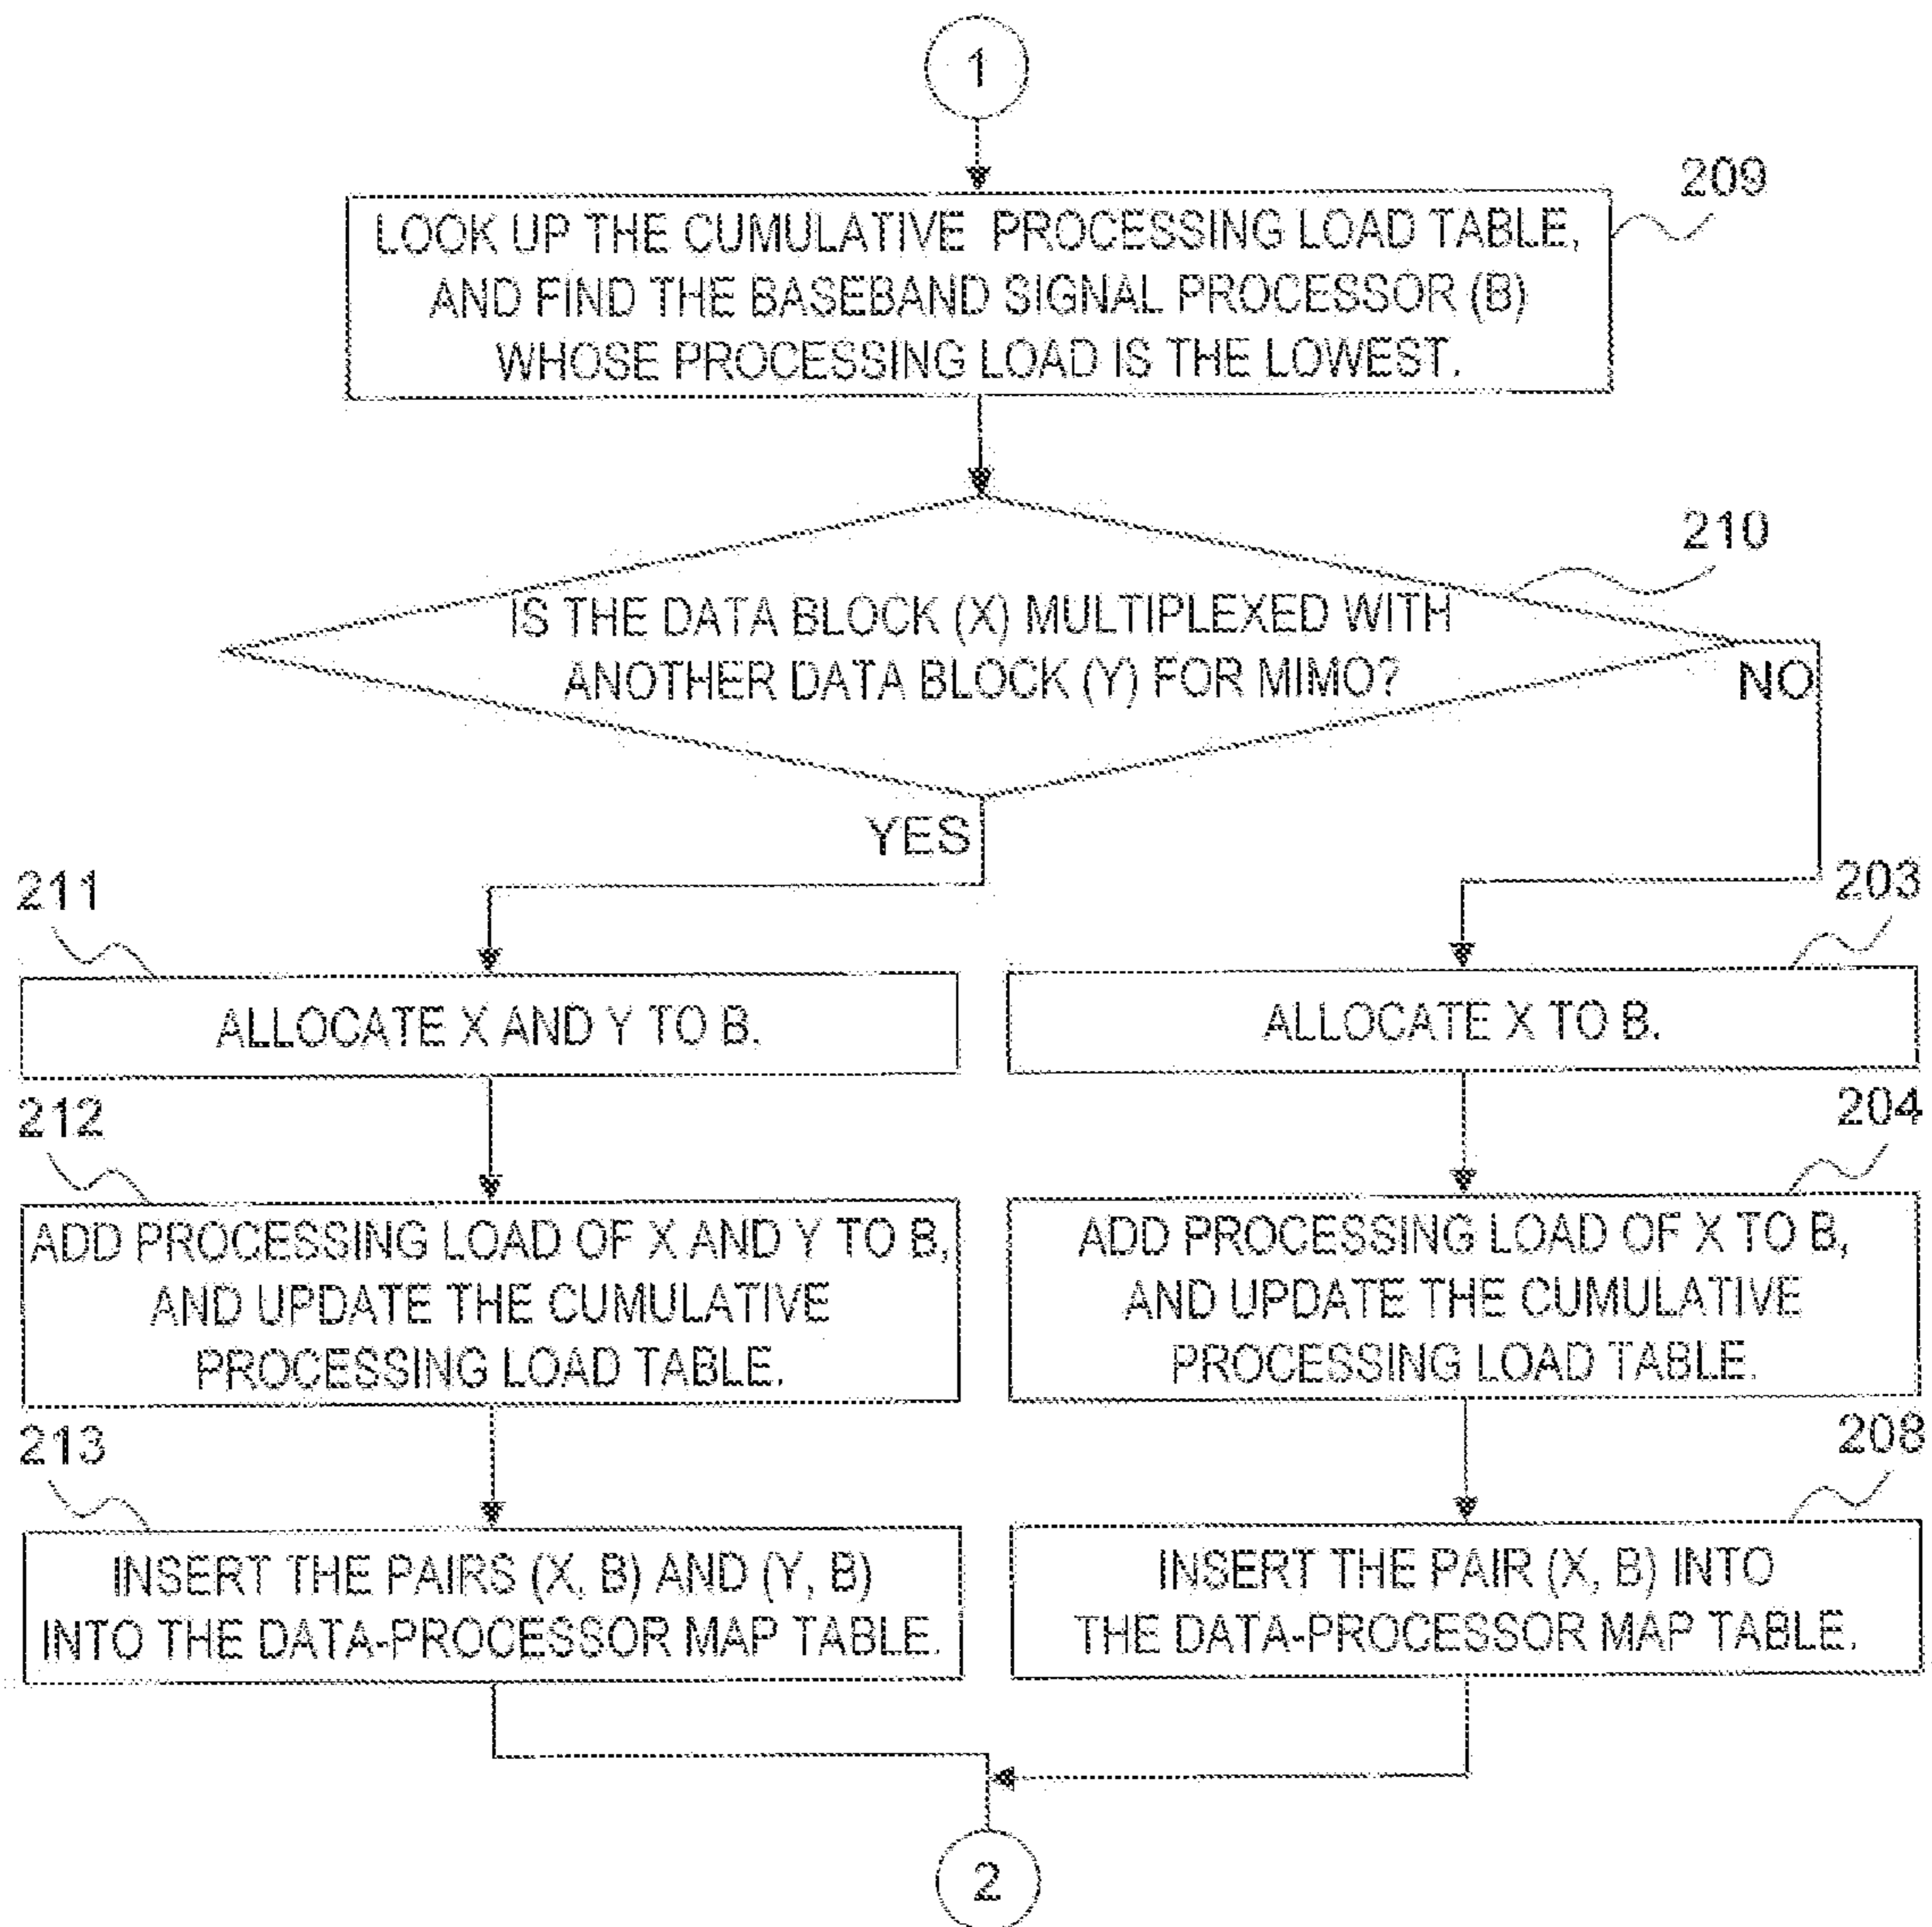 1
209
LOOK UP THE CUMULATIVE PROCESSING LOAD TABLE,
AND FIND THE BASEBAND SIGNAL PROCESSOR (B)
WHOSE PROCESSING LOAD IS THE LOWEST.
210
IS THE DATA BLOCK (X) MULTIPLEXED WITH
ANOTHER DATA BLOCK (Y) FOR MIMO?
NO
YES
211
ALLOCATE X AND Y TO B.
203
ALLOCATE X TO B.
212
ADD PROCESSING LOAD OF X AND Y TO B,
AND UPDATE THE CUMULATIVE
PROCESSING LOAD TABLE.
204
ADD PROCESSING LOAD OF X TO B,
AND UPDATE THE CUMULATIVE
PROCESSING LOAD TABLE.
213
INSERT THE PAIRS (X, B) AND (Y, B)
INTO THE DATA-PROCESSOR MAP TABLE.
208
INSERT THE PAIR (X, B) INTO
THE DATA-PROCESSOR MAP TABLE.
2